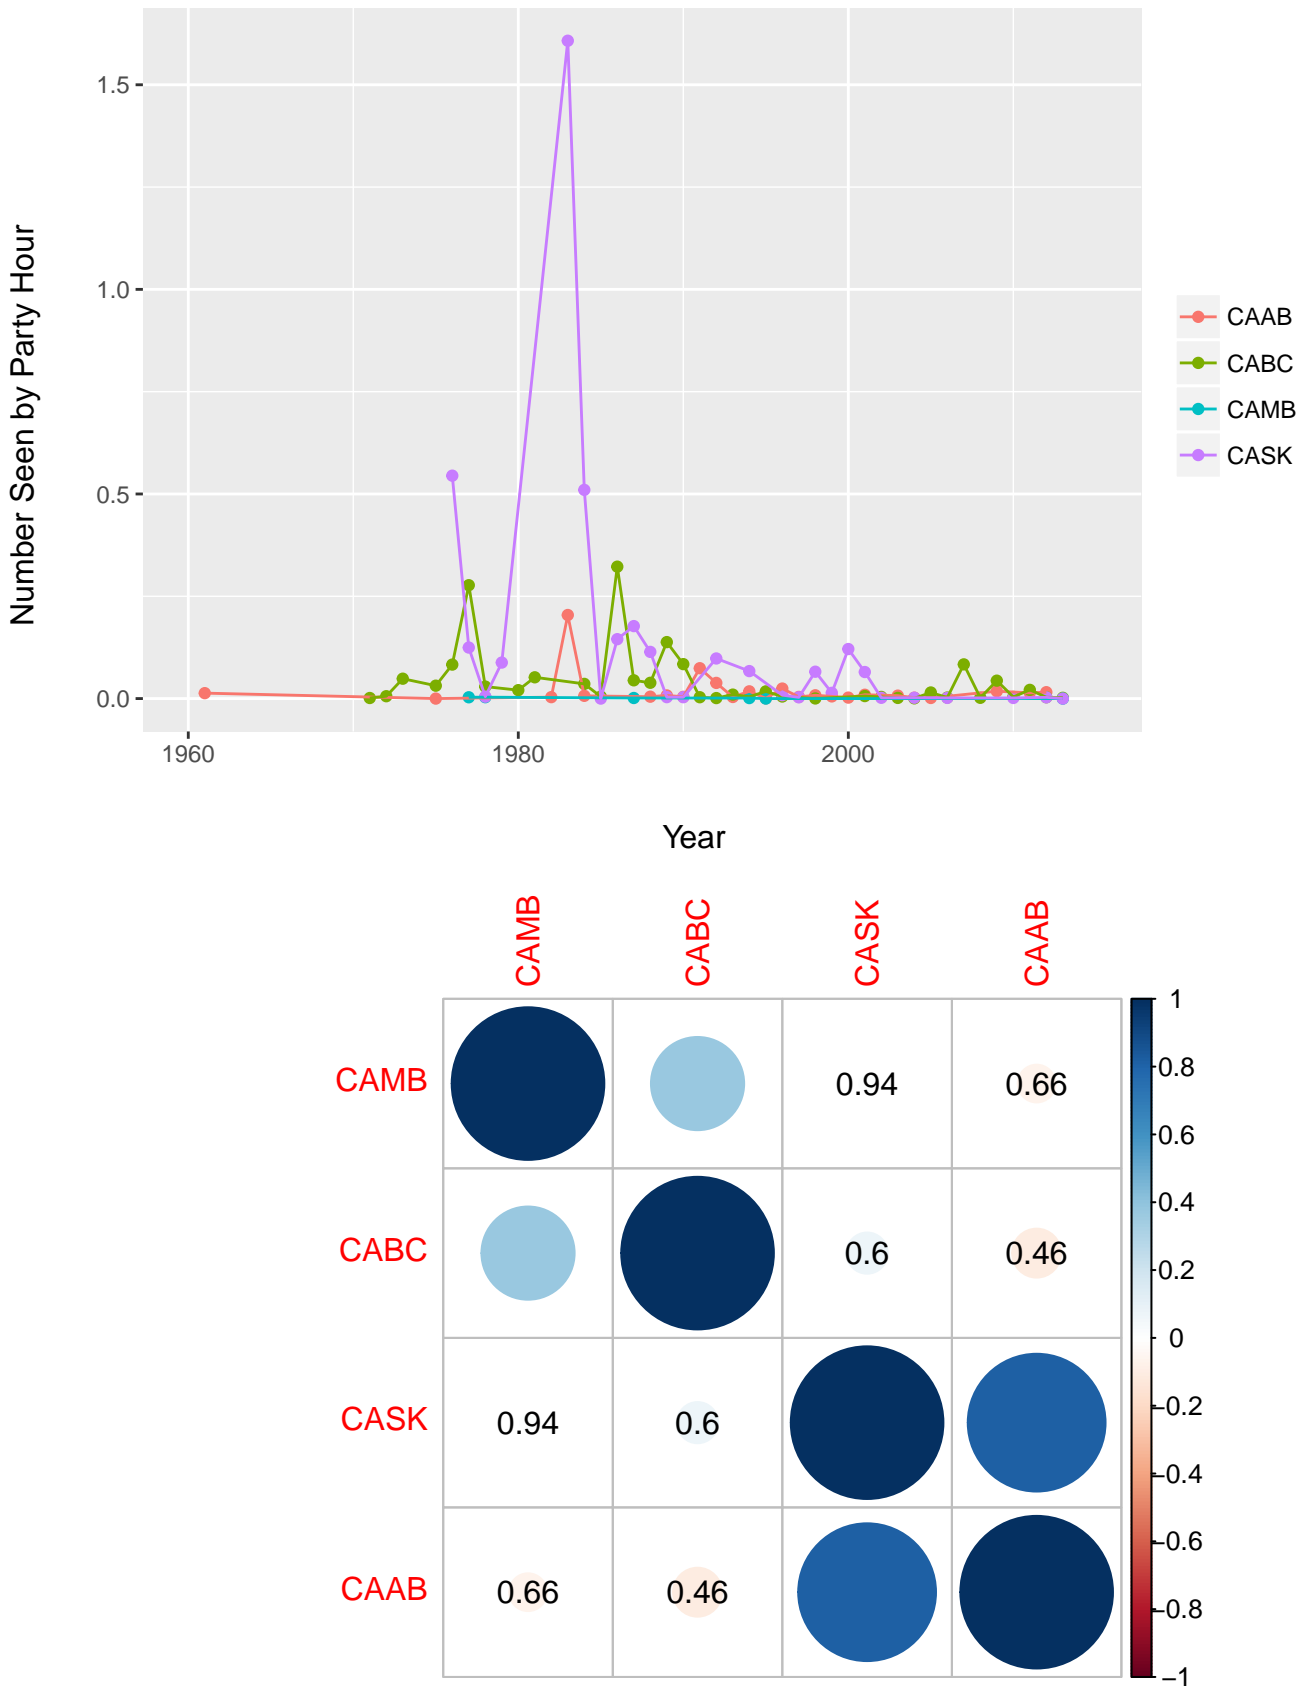 Number Seen by Party Hour
1.5
1.0
0.5
0.0
1960 1980 2000
Year
CAAB
CABC
CAMB
CASK
CAMB CABC CASK CAAB
CAMB 0.94 0.66
CABC 0.6 0.46
CASK 0.94 0.6
CAAB 0.66 0.46
1
0.8
0.6
0.4
0.2
0
−0.2
−0.4
−0.6
−0.8
−1